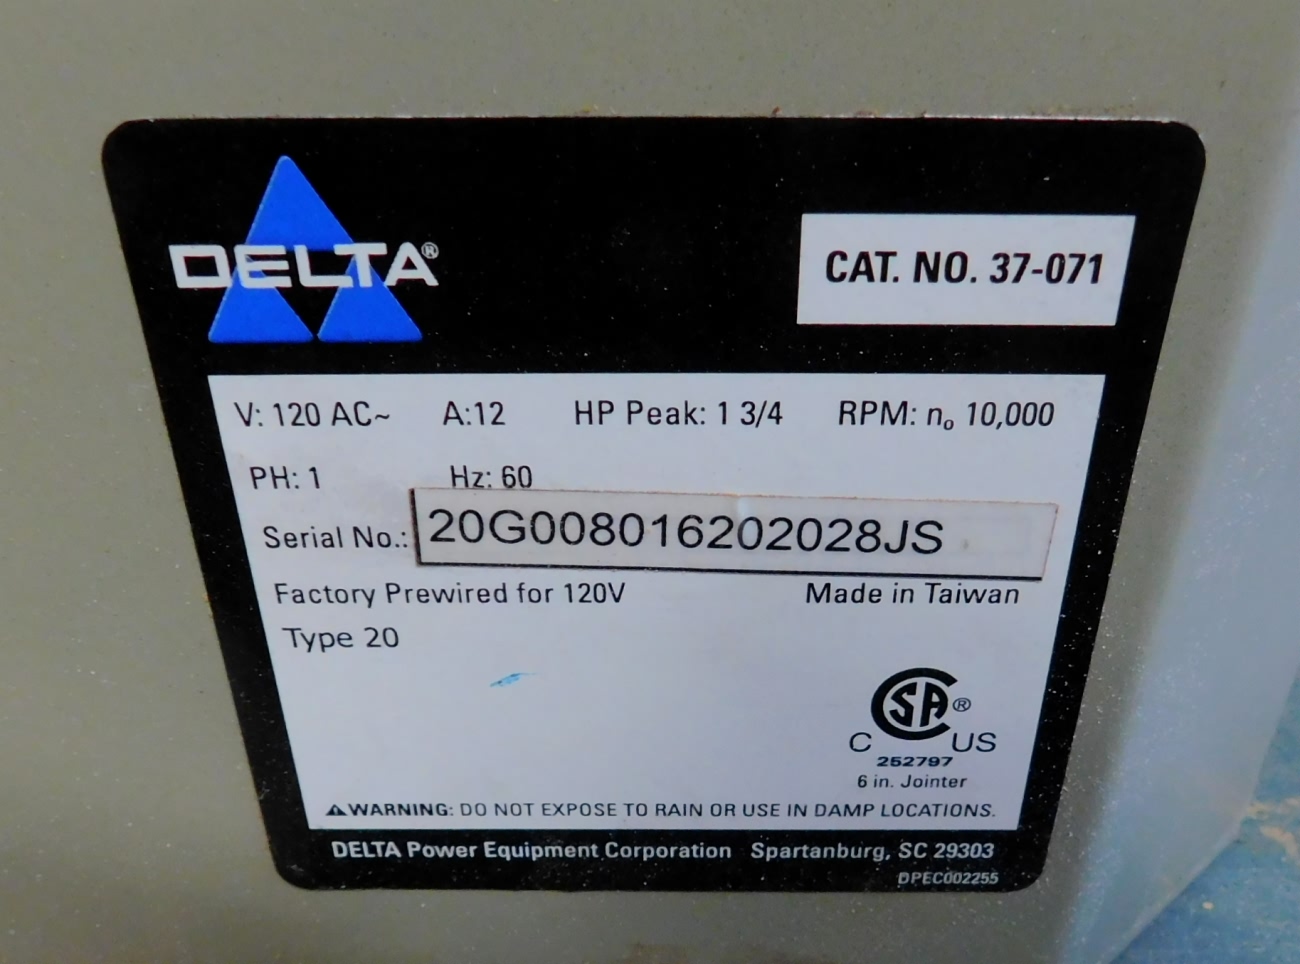 DELTA®
CAT. NO. 37-071
V: 120 AC~ A:12 HP Peak: 1 3/4 RPM: n₀ 10,000
PH: 1 Hz: 60
Serial No.: 20G008016202028JS
Factory Prewired for 120V Made in Taiwan
Type 20
SA®
C US
252797
6 in. Jointer
⚠WARNING: DO NOT EXPOSE TO RAIN OR USE IN DAMP LOCATIONS.
DELTA Power Equipment Corporation Spartanburg, SC 29303
DPEC002255